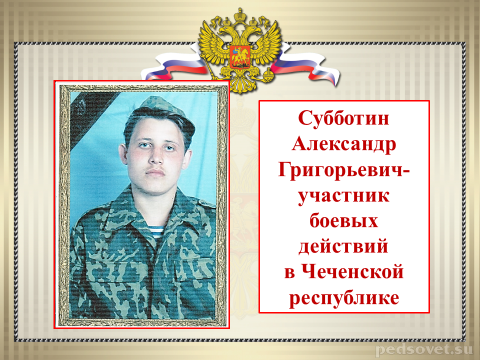 Субботин
Александр
Григорьевич-
участник
боевых
действий
в Чеченской
республике
pedsovet.su